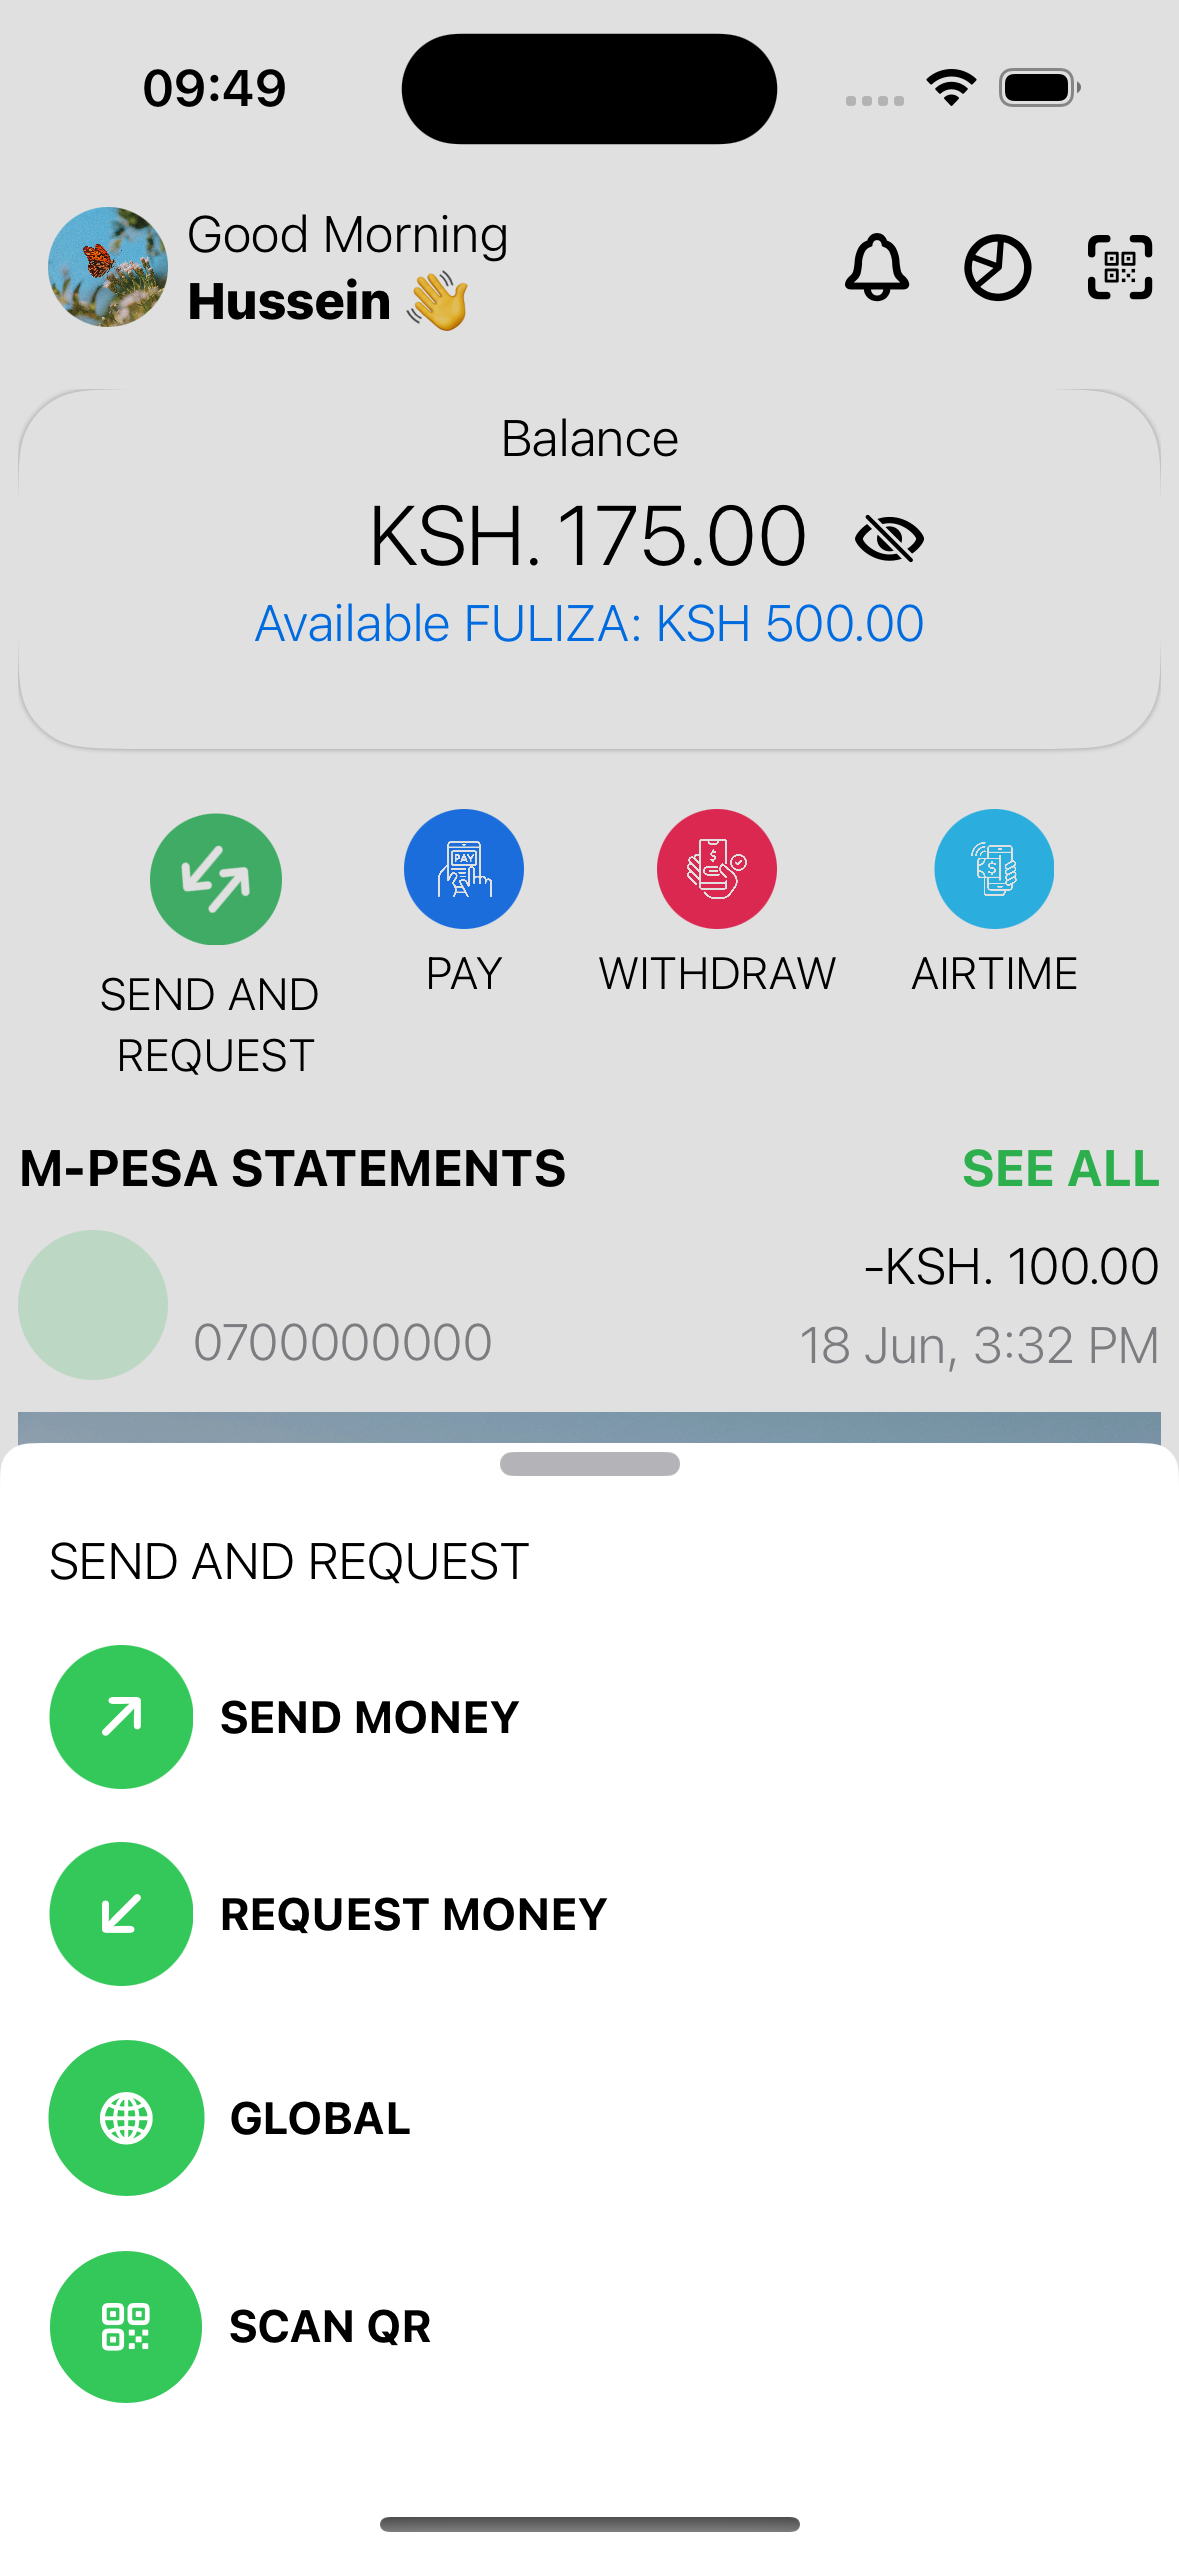 09:49
Good Morning
Hussein 👋
Balance
KSH. 175.00
Available FULIZA: KSH 500.00
PAY
SEND AND
REQUEST
PAY
WITHDRAW
AIRTIME
M-PESA STATEMENTS
SEE ALL
-KSH. 100.00
0700000000
18 Jun, 3:32 PM
SEND AND REQUEST
SEND MONEY
REQUEST MONEY
GLOBAL
SCAN QR